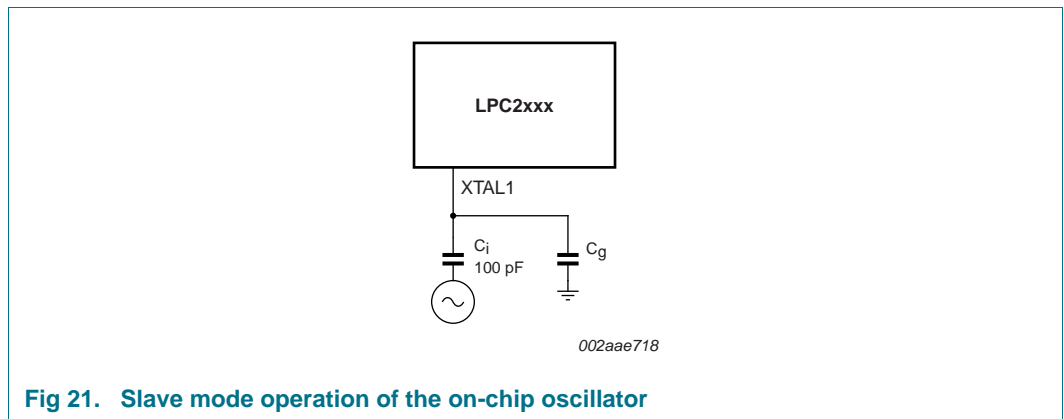 LPC2xxx
XTAL1
Ci
100 pF
Cg
002aae718
Fig 21. Slave mode operation of the on-chip oscillator